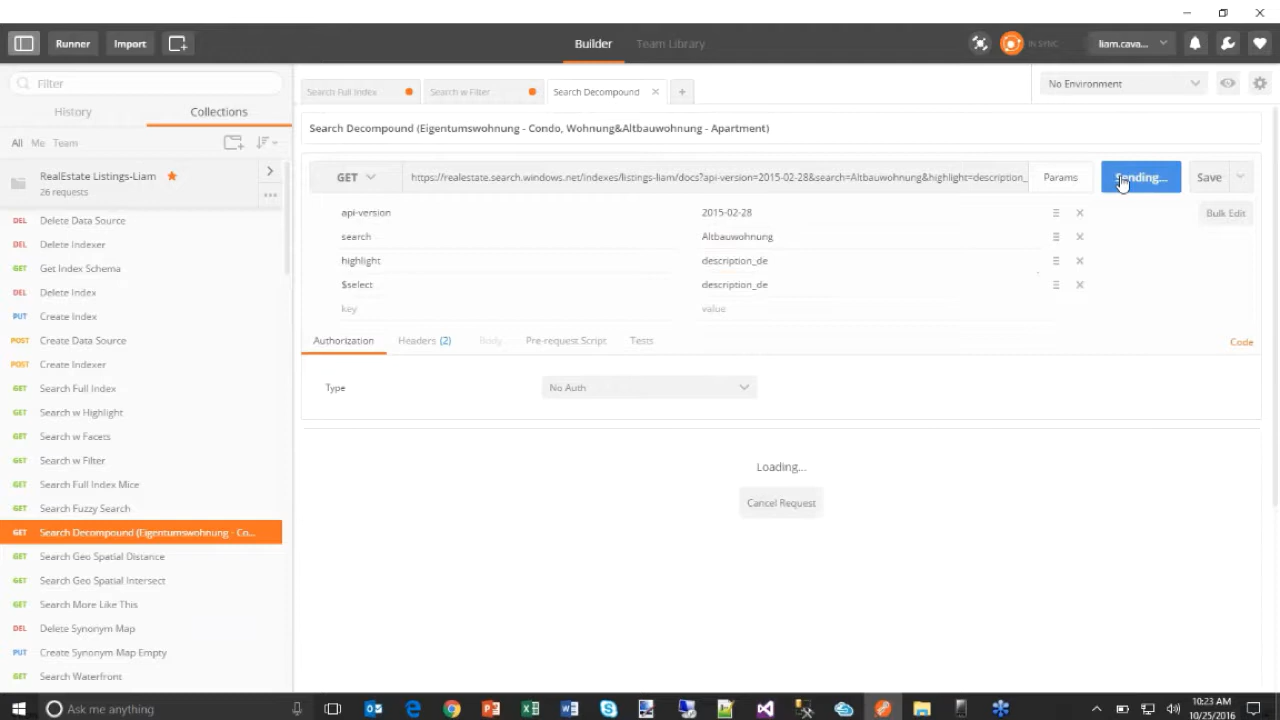 Runner
Import
Builder
Team Library
IN SYNC
liam.cava...
Filter
Search Full Index
Search w Filter
Search Decompound
No Environment
History
Collections
Search Decompound (Eigentumswohnung - Condo, Wohnung&Altbauwohnung - Apartment)
All Me Team
RealEstate Listings-Liam
26 requests
GET
https://realestate.search.windows.net/indexes/listings-liam/docs?api-version=2015-02-28&search=Altbauwohnung&highlight=description_
Params
Sending...
Save
api-version 2015-02-28
Bulk Edit
search Altbauwohnung
highlight description_de
$select description_de
key value
Authorization
Headers (2)
Body
Pre-request Script
Tests
Code
Type
No Auth
Loading...
Cancel Request
DEL Delete Data Source
DEL Delete Indexer
GET Get Index Schema
DEL Delete Index
PUT Create Index
POST Create Data Source
POST Create Indexer
GET Search Full Index
GET Search w Highlight
GET Search w Facets
GET Search w Filter
GET Search Full Index Mice
GET Search Fuzzy Search
GET Search Decompound (Eigentumswohnung - Co...
GET Search Geo Spatial Distance
GET Search Geo Spatial Intersect
GET Search More Like This
DEL Delete Synonym Map
PUT Create Synonym Map Empty
GET Search Waterfront
Ask me anything
10:23 AM
10/25/2016